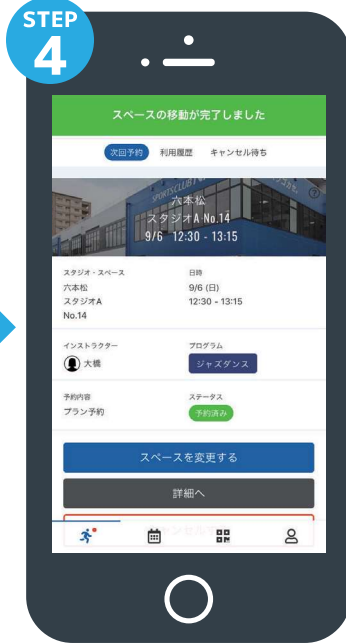 STEP
4
スペースの移動が完了しました
次回予約 利用履歴 キャンセル待ち
SPORTS CLUB
六本松
スタジオA No.14
9/6 12:30 - 13:15
スタジオ・スペース 日時
六本松 9/6 (日)
スタジオA 12:30 - 13:15
No.14
インストラクター プログラム
大橋 ジャズダンス
予約内容 ステータス
プラン予約 予約済み
スペースを変更する
詳細へ